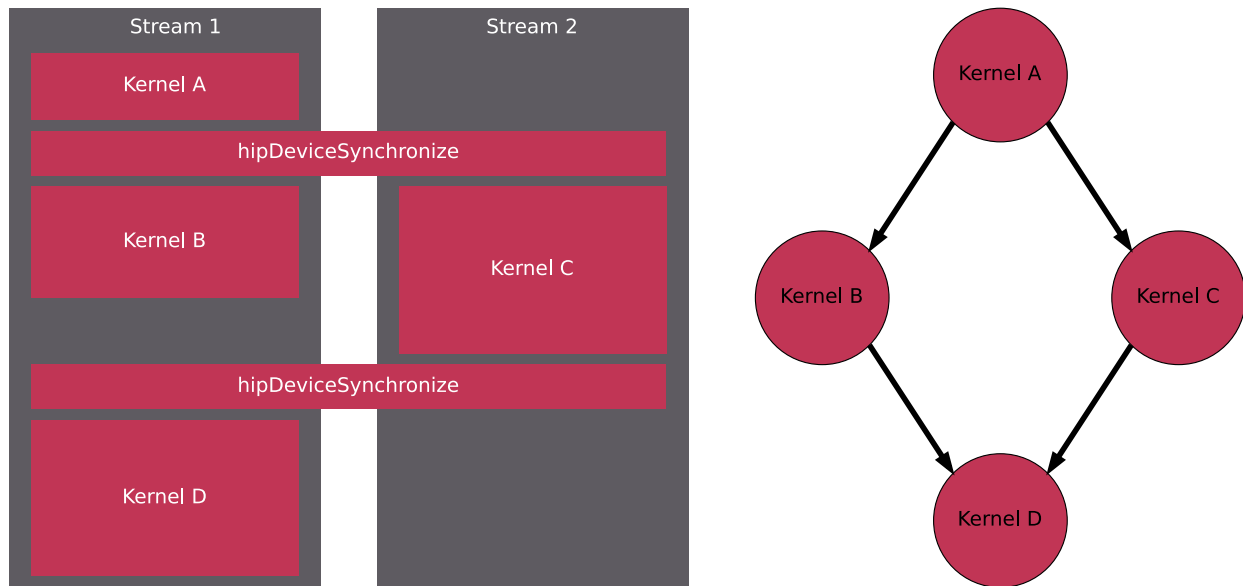 Stream 1
Stream 2
Kernel A
hipDeviceSynchronize
Kernel B
Kernel C
hipDeviceSynchronize
Kernel D
Kernel A
Kernel B
Kernel C
Kernel D